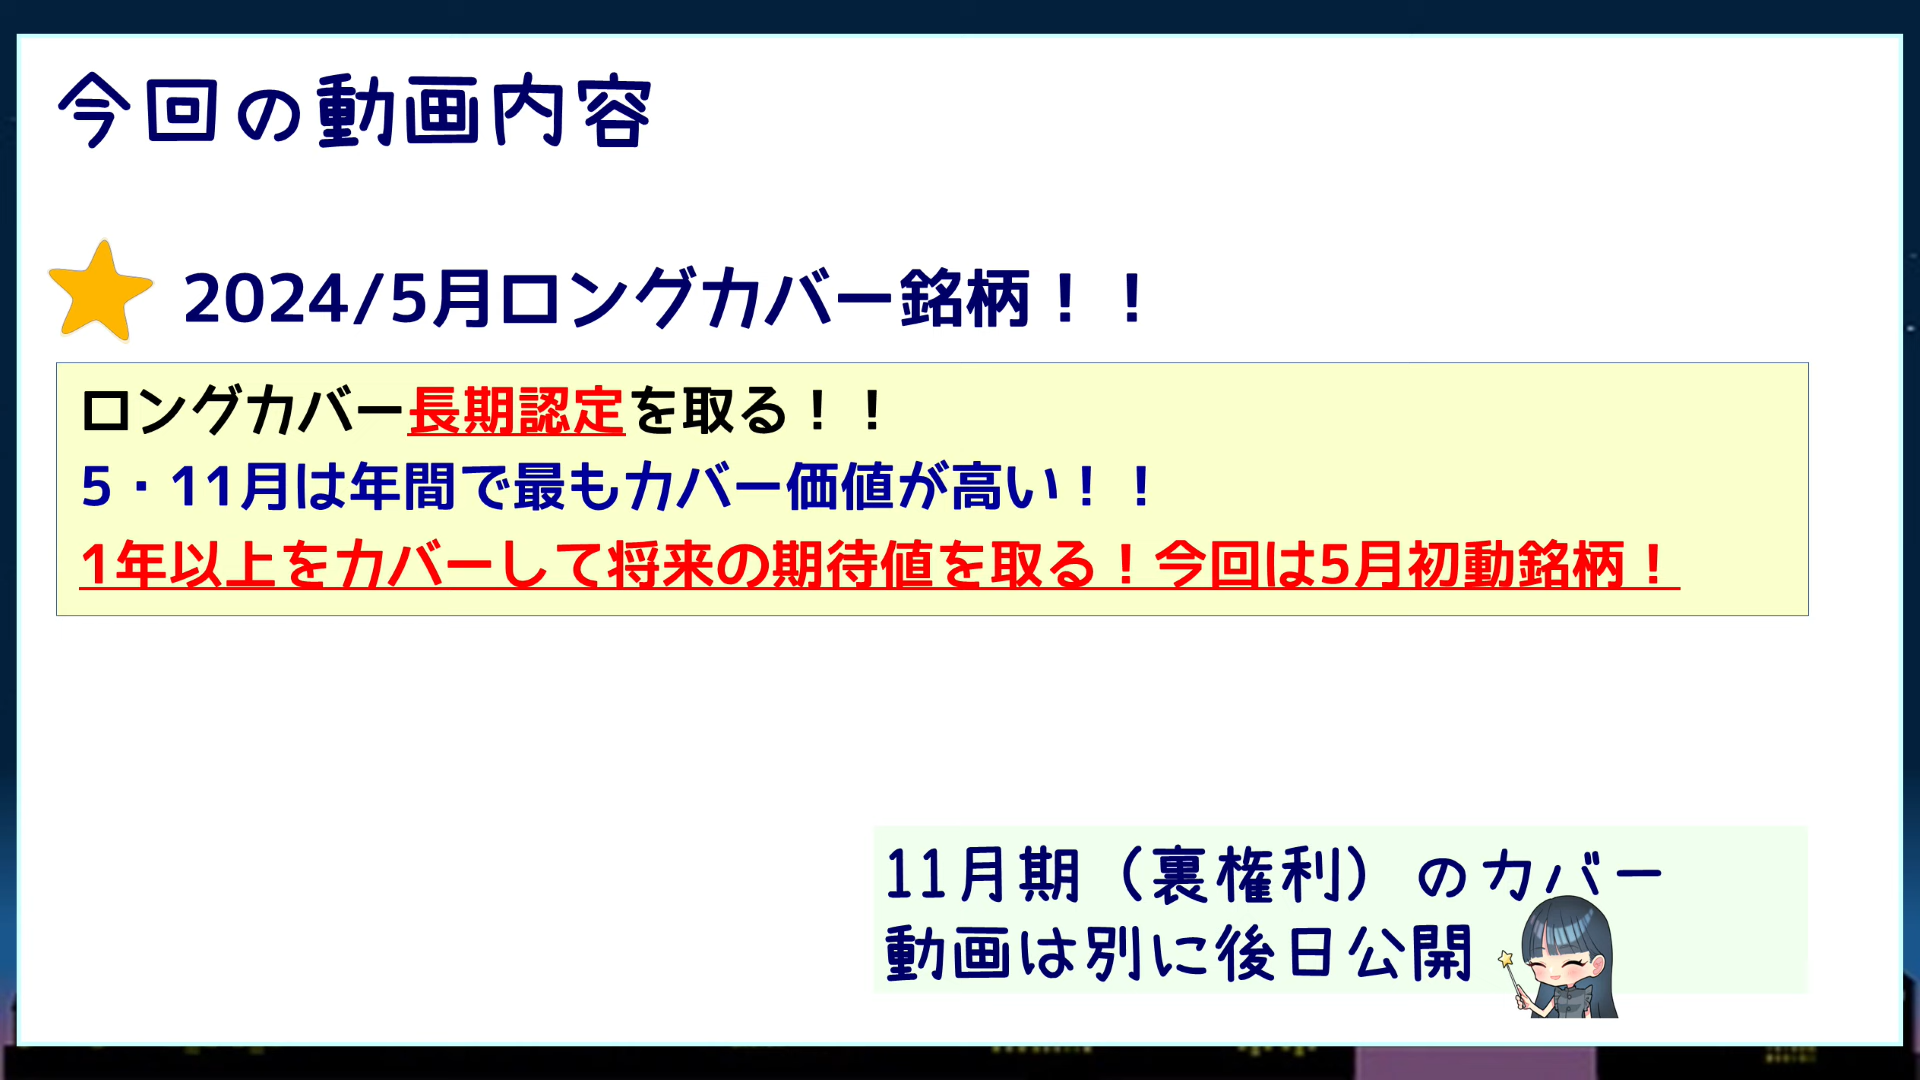 今回の動画内容
2024/5月ロングカバー銘柄！！
ロングカバー長期認定を取る！！
5・11月は年間で最もカバー価値が高い！！
1年以上をカバーして将来の期待値を取る！今回は5月初動銘柄！
11月期（裏権利）のカバー
動画は別に後日公開